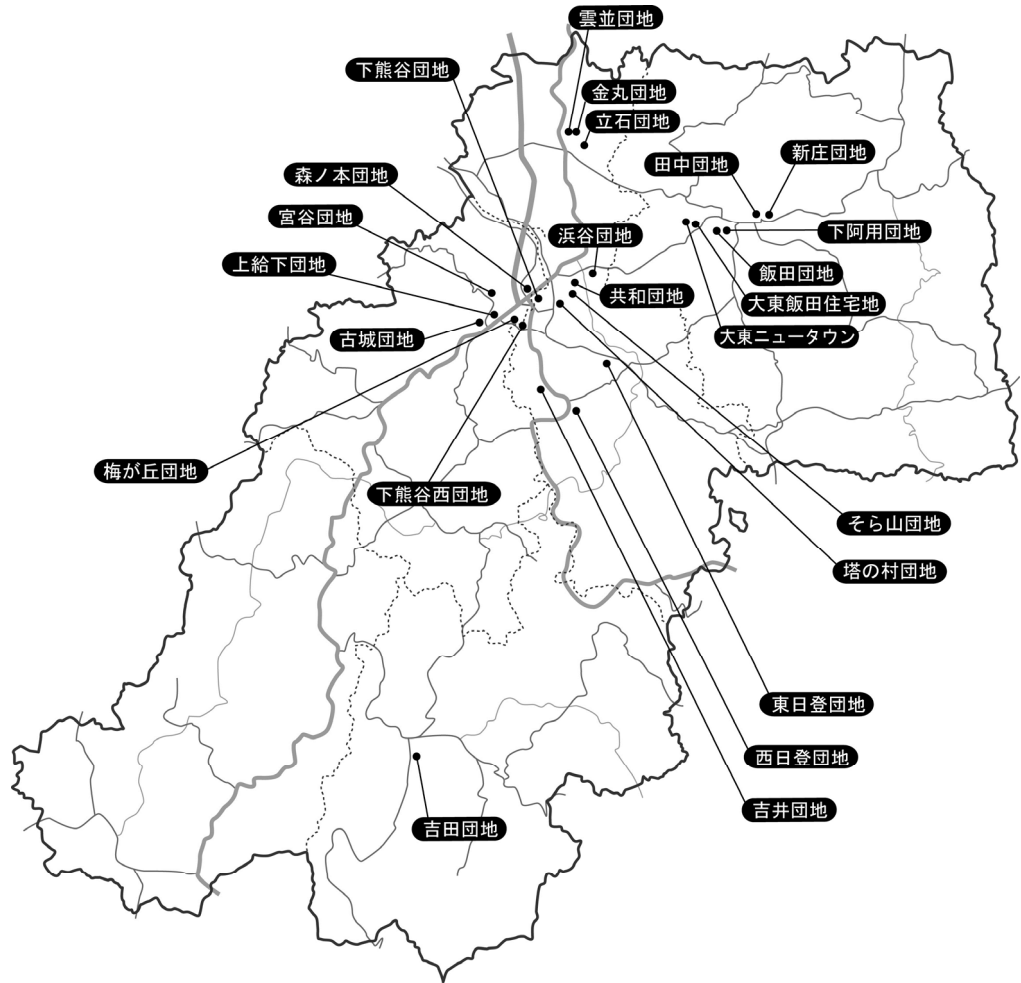 雲並団地
下熊谷団地
金丸団地
立石団地
田中団地
新庄団地
森ノ本団地
宮谷団地
浜谷団地
下阿用団地
上給下団地
飯田団地
共和団地
大東飯田住宅地
古城団地
大東ニュータウン
梅が丘団地
下熊谷西団地
そら山団地
塔の村団地
東日登団地
西日登団地
吉井団地
吉田団地